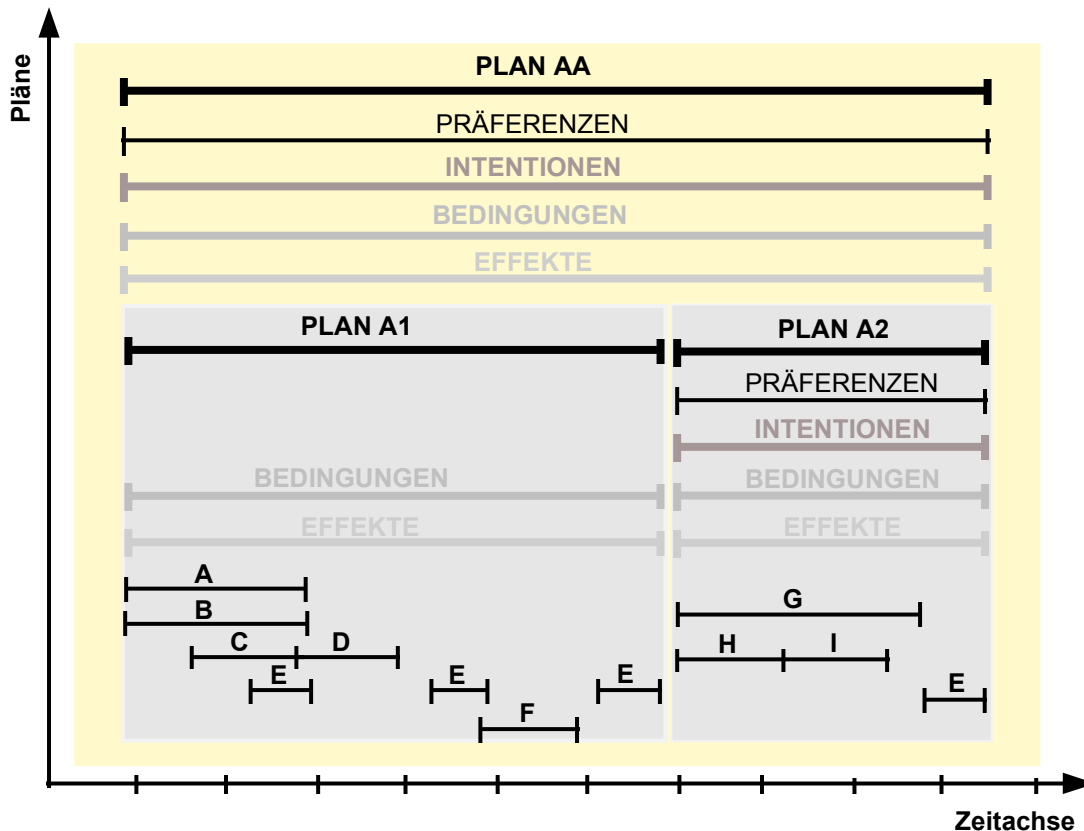 Pläne
PLAN AA
PRÄFERENZEN
INTENTIONEN
BEDINGUNGEN
EFFEKTE
PLAN A1
BEDINGUNGEN
EFFEKTE
A
B
C D
E E E
F
PLAN A2
PRÄFERENZEN
INTENTIONEN
BEDINGUNGEN
EFFEKTE
G
H I
E
Zeitachse